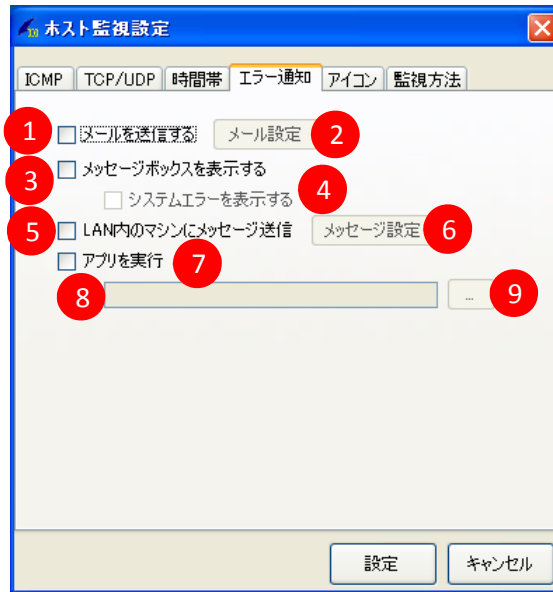 ホスト監視設定
ICMP TCP/UDP 時間帯 エラー通知 アイコン 監視方法
1 メールを送信する メール設定 2
3 メッセージボックスを表示する
システムエラーを表示する 4
5 LAN内のマシンにメッセージ送信 メッセージ設定 6
アプリを実行 7
8 ... 9
設定 キャンセル